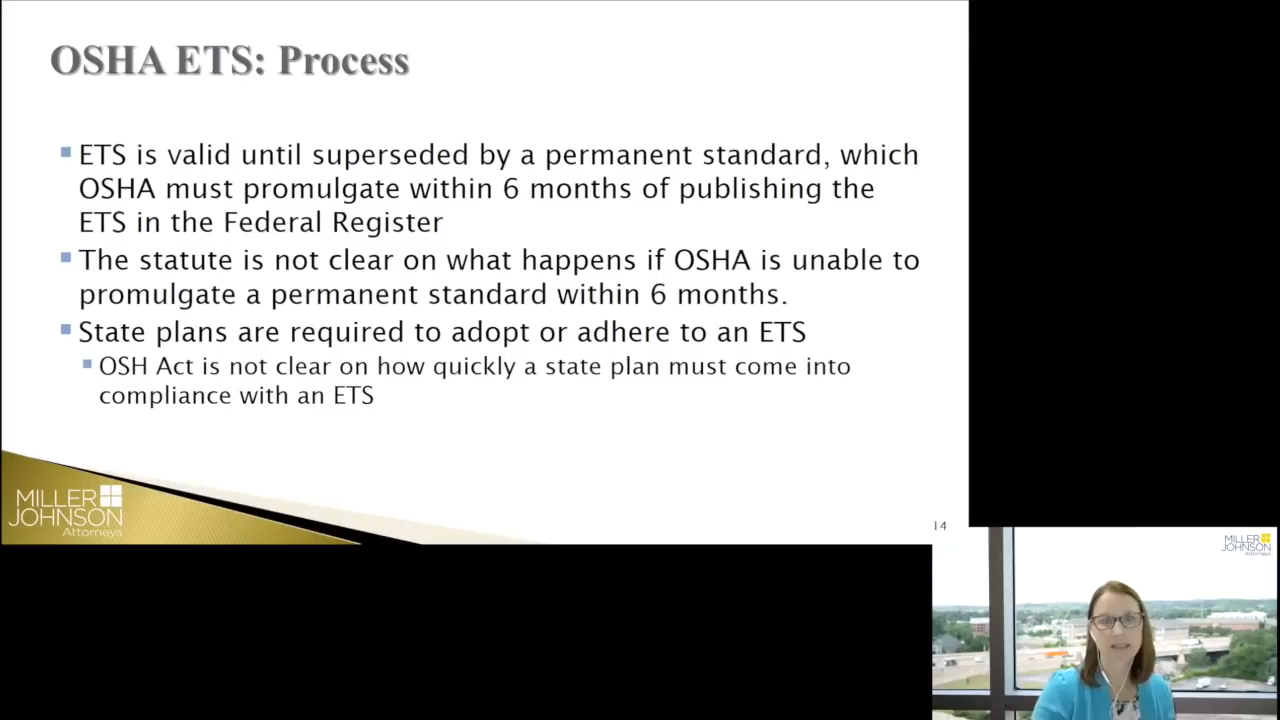 OSHA ETS: Process
ETS is valid until superseded by a permanent standard, which
OSHA must promulgate within 6 months of publishing the
ETS in the Federal Register
The statute is not clear on what happens if OSHA is unable to
promulgate a permanent standard within 6 months.
State plans are required to adopt or adhere to an ETS
OSH Act is not clear on how quickly a state plan must come into
compliance with an ETS
MILLER
JOHNSON
Attorneys
14
MILLER
JOHNSON
Attorneys